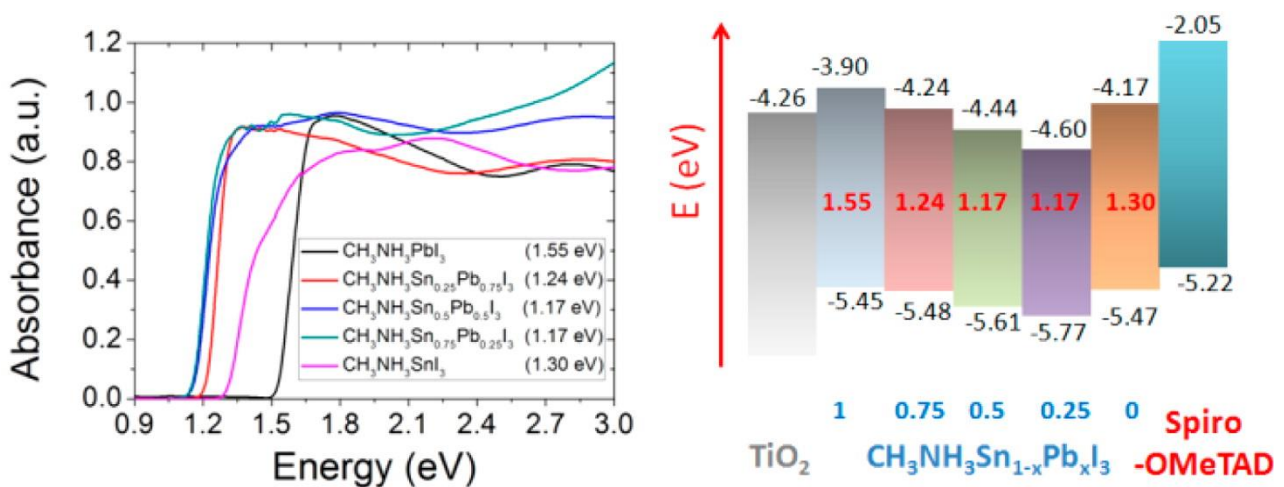 1.2
1.0
0.8
0.6
0.4
0.2
0.0
Absorbance (a.u.)
CH₃NH₃PbI₃ (1.55 eV)
CH₃NH₃Sn₀.₂₅Pb₀.₇₅I₃ (1.24 eV)
CH₃NH₃Sn₀.₅Pb₀.₅I₃ (1.17 eV)
CH₃NH₃Sn₀.₇₅Pb₀.₂₅I₃ (1.17 eV)
CH₃NH₃SnI₃ (1.30 eV)
0.9 1.2 1.5 1.8 2.1 2.4 2.7 3.0
Energy (eV)
E (eV)
-2.05
-4.26 -3.90 -4.24 -4.44 -4.60 -4.17
1.55 1.24 1.17 1.17 1.30
-5.45 -5.48 -5.61 -5.77 -5.47 -5.22
1 0.75 0.5 0.25 0
TiO₂ CH₃NH₃Sn₁₋ₓPbₓI₃
Spiro
-OMeTAD